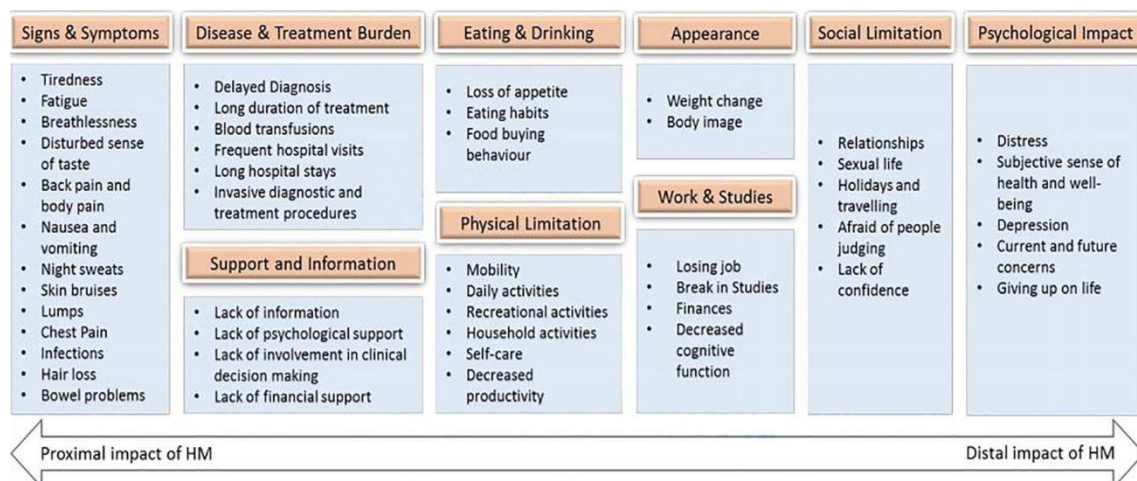 Signs & Symptoms
• Tiredness
• Fatigue
• Breathlessness
• Disturbed sense
of taste
• Back pain and
body pain
• Nausea and
vomiting
• Night sweats
• Skin bruises
• Lumps
• Chest Pain
• Infections
• Hair loss
• Bowel problems
Disease & Treatment Burden
• Delayed Diagnosis
• Long duration of treatment
• Blood transfusions
• Frequent hospital visits
• Long hospital stays
• Invasive diagnostic and
treatment procedures
Support and Information
• Lack of information
• Lack of psychological support
• Lack of involvement in clinical
decision making
• Lack of financial support
Eating & Drinking
• Loss of appetite
• Eating habits
• Food buying
behaviour
Physical Limitation
• Mobility
• Daily activities
• Recreational activities
• Household activities
• Self-care
• Decreased
productivity
Appearance
• Weight change
• Body image
Work & Studies
• Losing job
• Break in Studies
• Finances
• Decreased
cognitive
function
Social Limitation
• Relationships
• Sexual life
• Holidays and
travelling
• Afraid of people
judging
• Lack of
confidence
Psychological Impact
• Distress
• Subjective sense of
health and well-
being
• Depression
• Current and future
concerns
• Giving up on life
Proximal impact of HM
Distal impact of HM